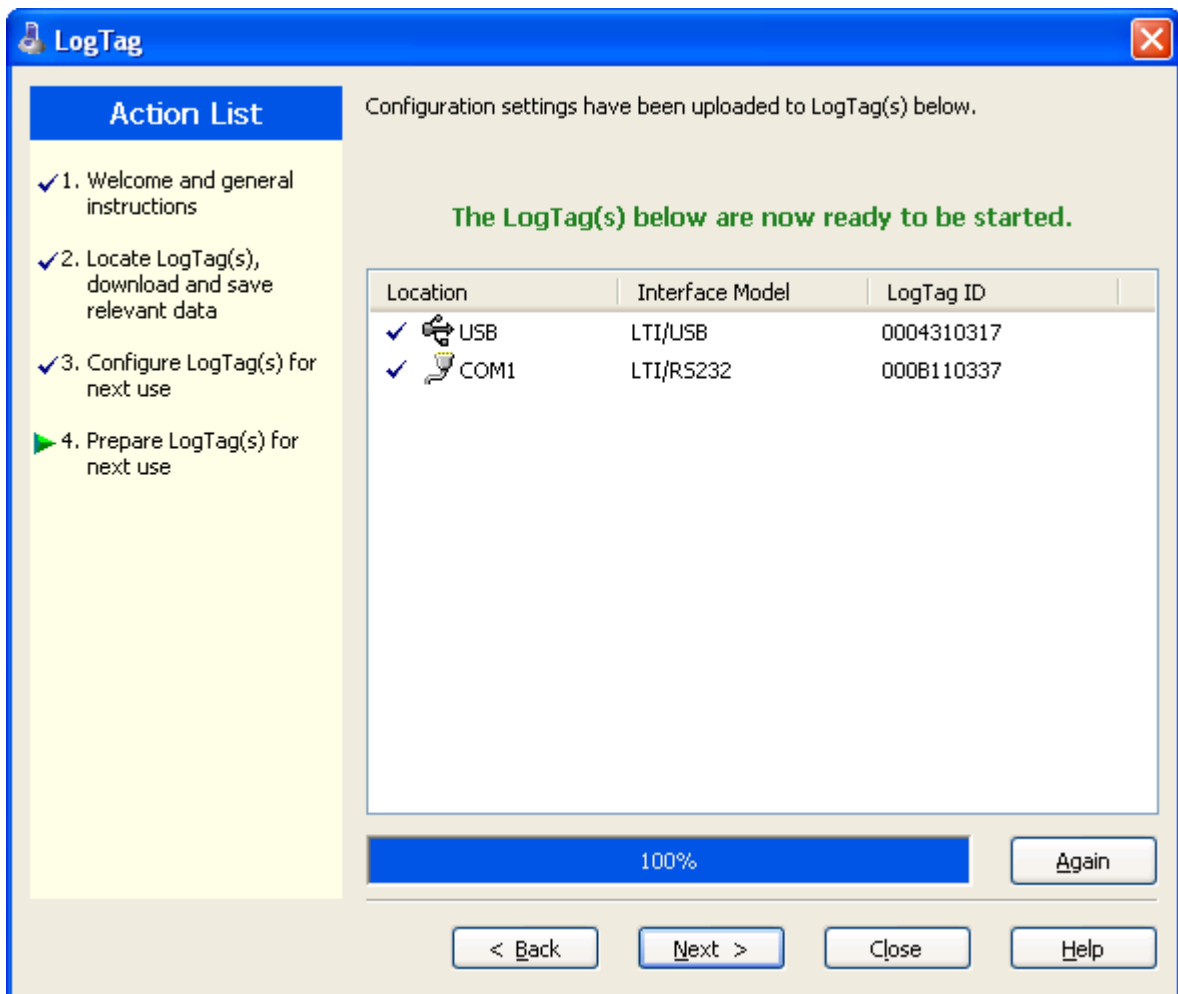 LogTag
Action List
1. Welcome and general
instructions
2. Locate LogTag(s),
download and save
relevant data
3. Configure LogTag(s) for
next use
4. Prepare LogTag(s) for
next use
Configuration settings have been uploaded to LogTag(s) below.
The LogTag(s) below are now ready to be started.
Location Interface Model LogTag ID
USB LTI/USB 0004310317
COM1 LTI/RS232 000B110337
100%
Again
< Back Next > Close Help